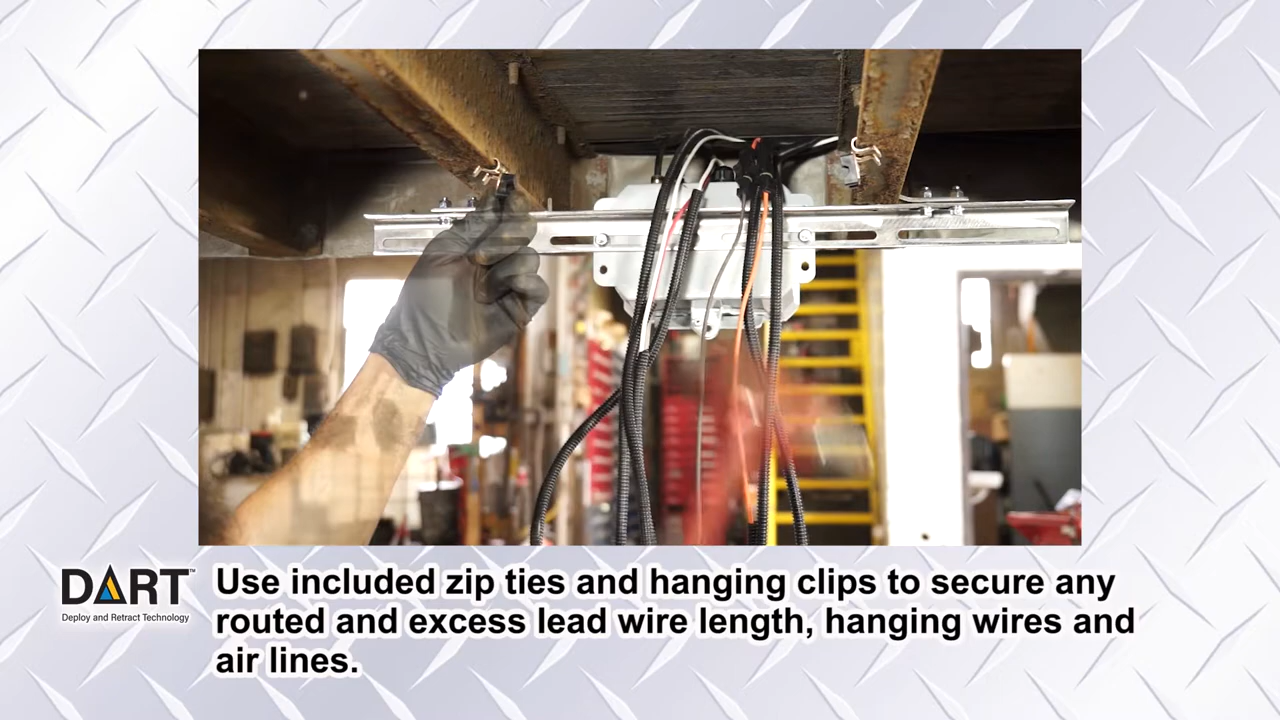 DART™
Deploy and Retract Technology
Use included zip ties and hanging clips to secure any
routed and excess lead wire length, hanging wires and
air lines.